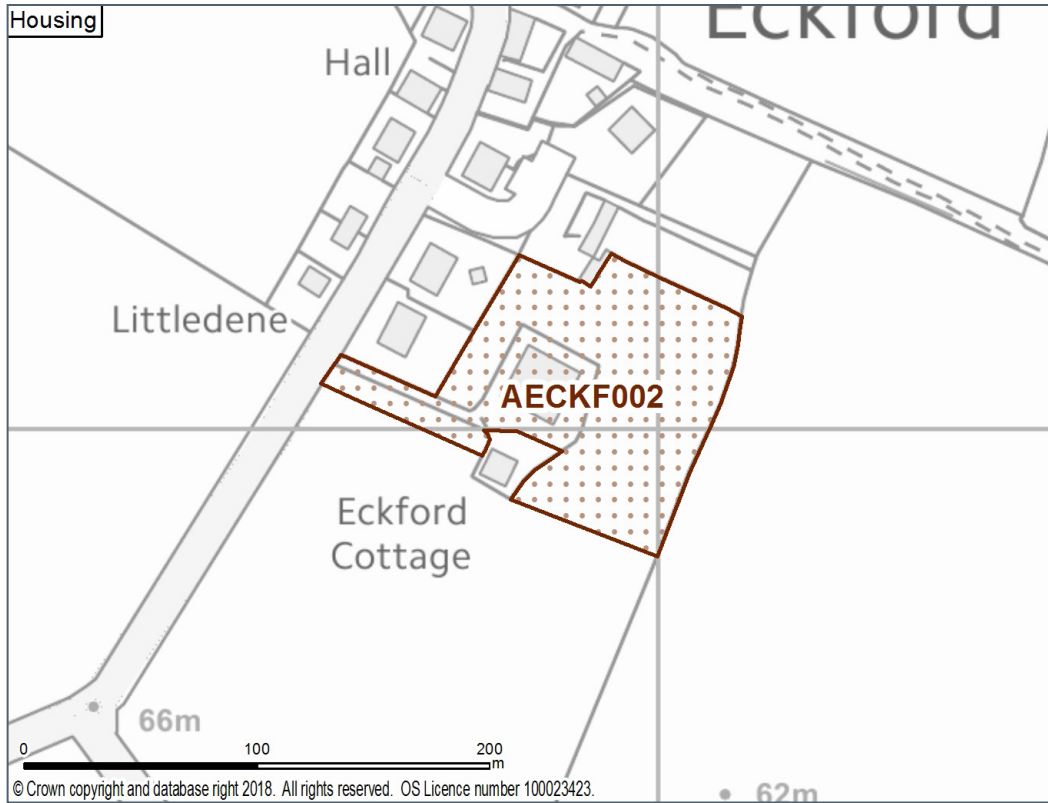 Housing
Eckford
Hall
Littledene
AECKF002
Eckford
Cottage
66m
0 100 200
m
© Crown copyright and database right 2018. All rights reserved. OS Licence number 100023423.
62m